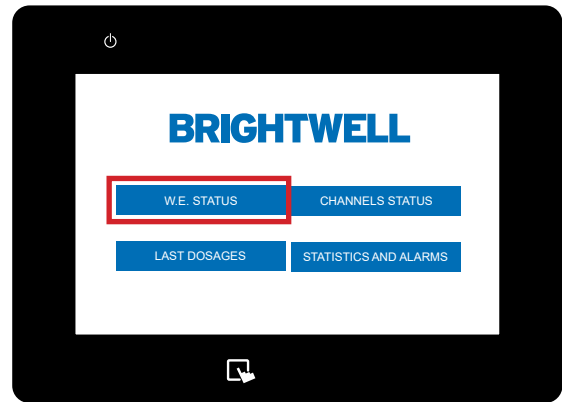 BRIGHTWELL
W.E. STATUS CHANNELS STATUS
LAST DOSAGES STATISTICS AND ALARMS